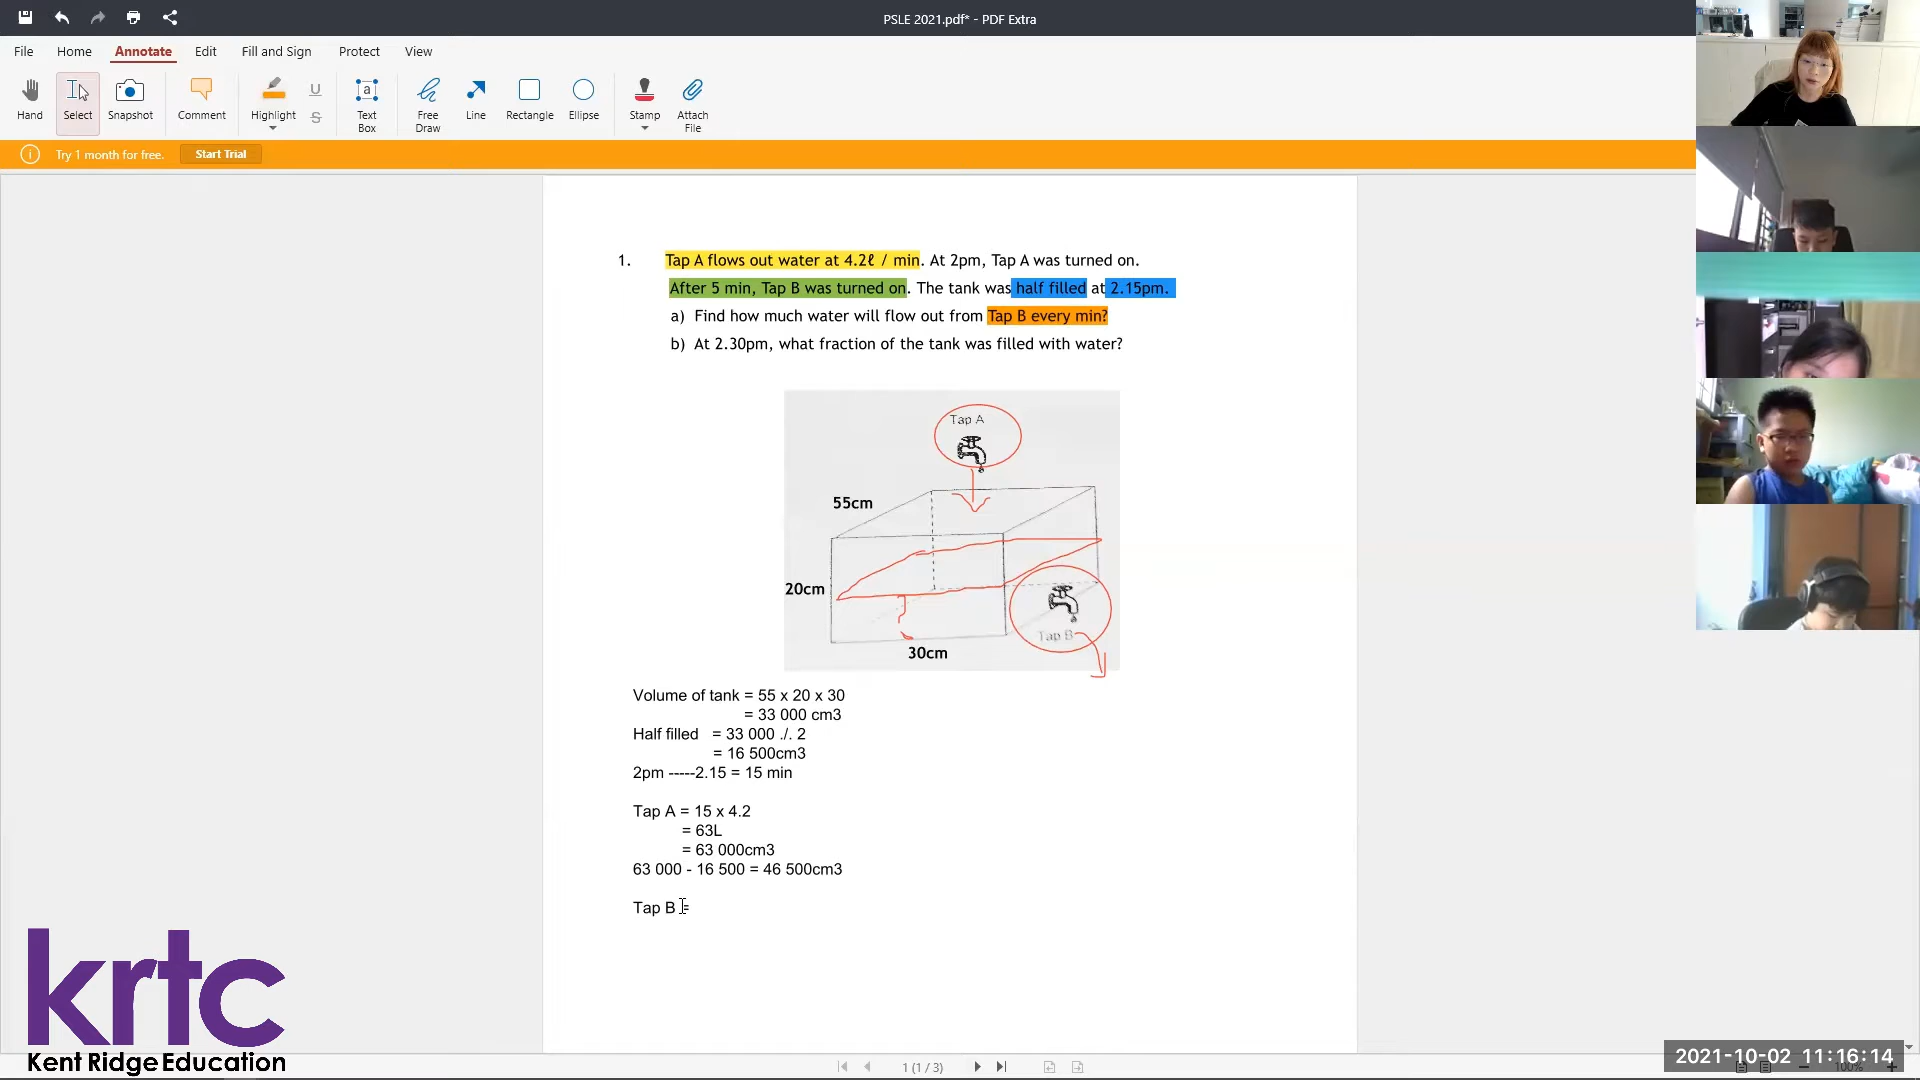 PSLE 2021.pdf* - PDF Extra
File Home Annotate Edit Fill and Sign Protect View
Hand Select Snapshot Comment Highlight U S Text Box Free Draw Line Rectangle Ellipse Stamp Attach File
Try 1 month for free. Start Trial
1. Tap A flows out water at 4.2ℓ / min. At 2pm, Tap A was turned on.
After 5 min, Tap B was turned on. The tank was half filled at 2.15pm.
a) Find how much water will flow out from Tap B every min?
b) At 2.30pm, what fraction of the tank was filled with water?
Tap A
55cm
20cm
Tap B
30cm
Volume of tank = 55 x 20 x 30
= 33 000 cm3
Half filled = 33 000 ./. 2
= 16 500cm3
2pm -----2.15 = 15 min
Tap A = 15 x 4.2
= 63L
= 63 000cm3
63 000 - 16 500 = 46 500cm3
Tap B =
krtc
Kent Ridge Education
1 (1 / 3)
2021-10-02 11:16:14
100%